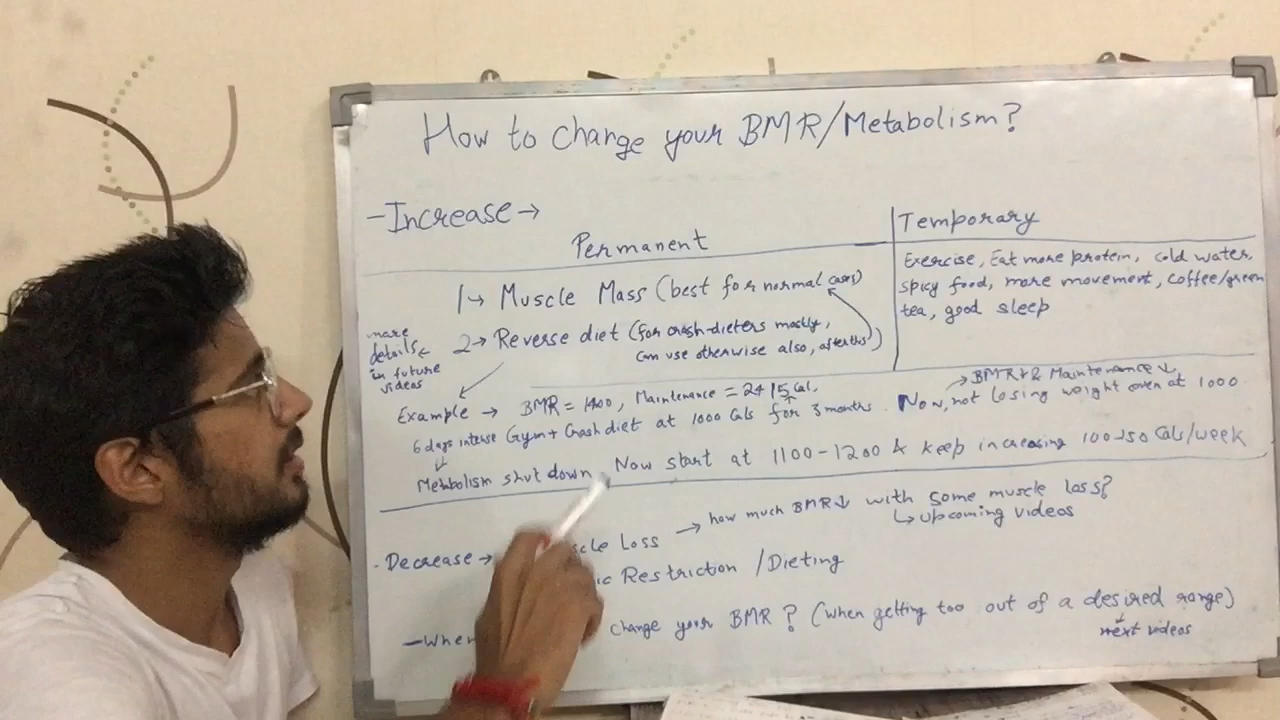 How to change your BMR/Metabolism?
-Increase→
Permanent
1→ Muscle Mass (best for normal cases)
2→ Reverse diet (for crash-dieters mostly,
can use otherwise also, after this)
more
details←
in future
videos
Temporary
Exercise, Eat more protein, cold water,
spicy food, more movement, coffee/green
tea, good sleep
Example → BMR = 1400, Maintenance = 2415 Cal.
6 days intense Gym + Crash diet at 1000 Cals for 3 months. Now, not losing weight even at 1000
→BMR↓ & Maintenance↓
Metabolism shut down. Now start at 1100-1200 & keep increasing 100-150 Cals/week
-Decrease→ Loss → how much BMR↓ with some muscle loss?
↳upcoming videos
Restriction /Dieting
change your BMR? (when getting too out of a desired range)
next videos